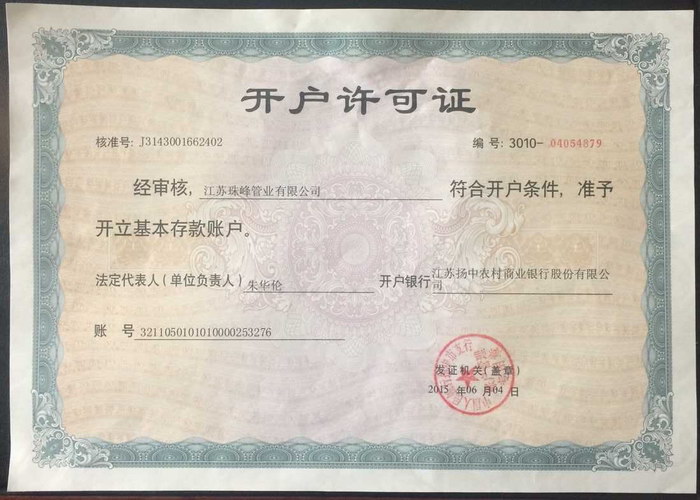 开户许可证
核准号: J3143001662402 编号: 3010-04054879
经审核, 江苏珠峰管业有限公司 符合开户条件, 准予
开立基本存款账户。
法定代表人(单位负责人) 朱华伦 开户银行 江苏扬中农村商业银行股份有限公
司
账 号 3211050101010000253276
发证机关(盖章)
2015 年06 月04 日